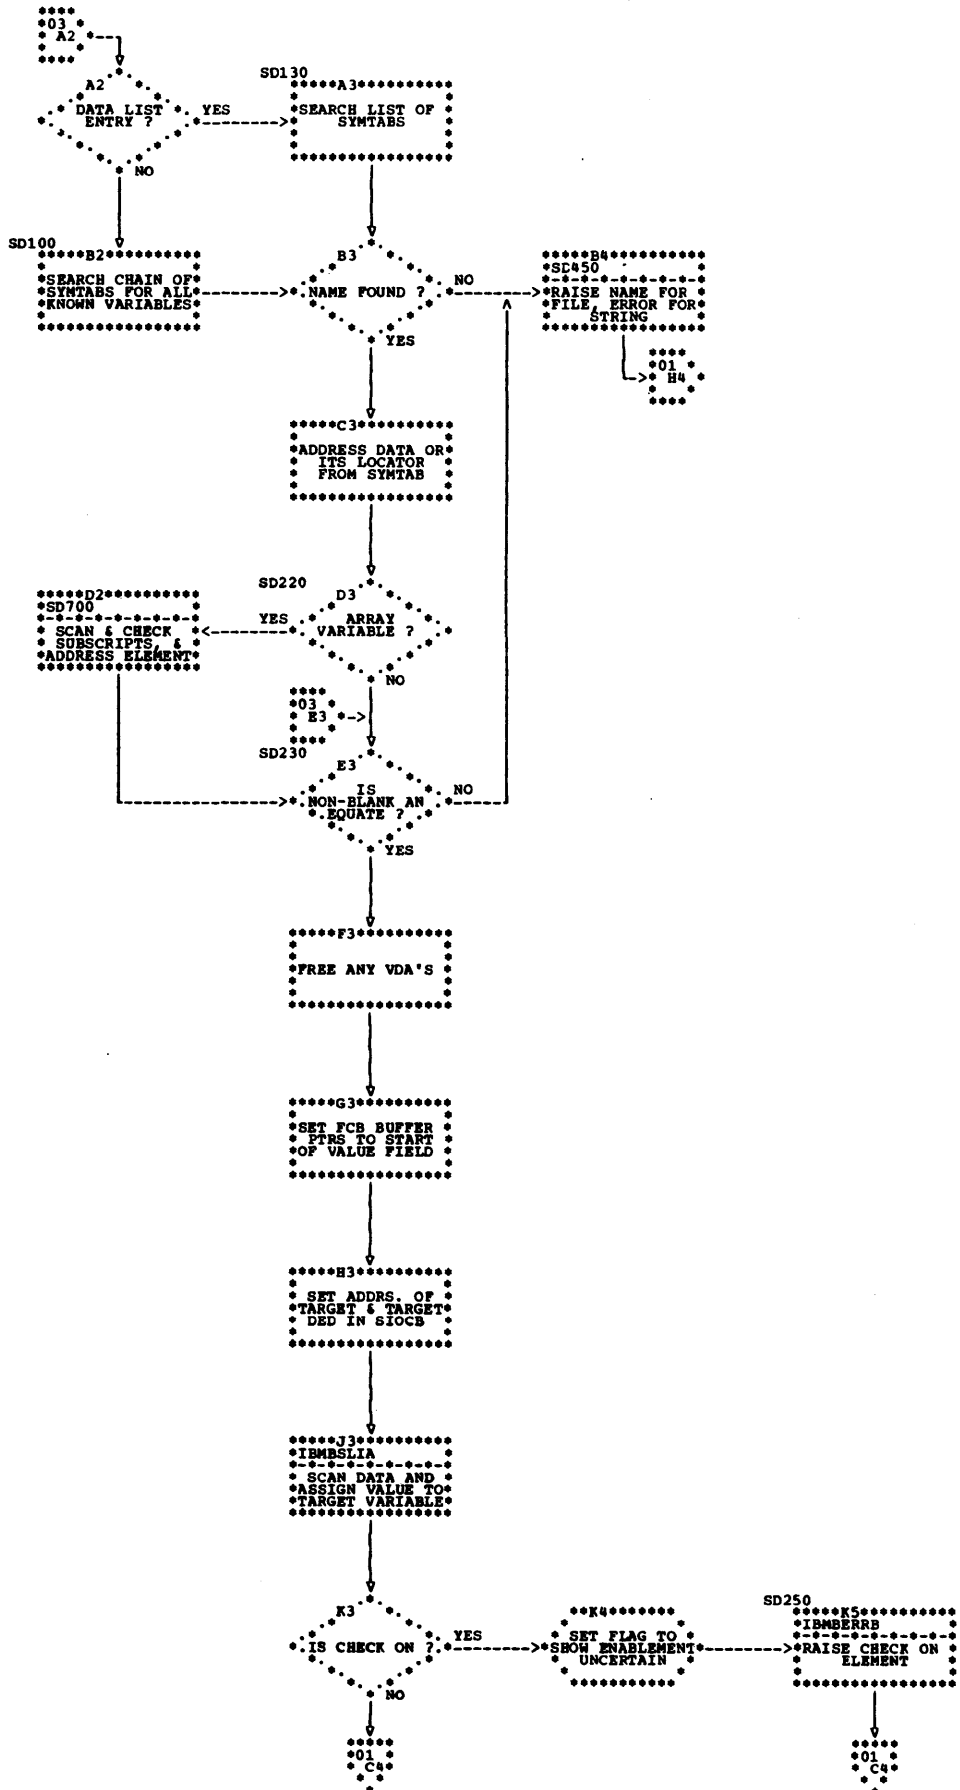 03
A2
A2
DATA LIST
ENTRY ?
YES
NO
SD130
A3
SEARCH LIST OF
SYMTABS
SD100
B2
SEARCH CHAIN OF
SYMTABS FOR ALL
KNOWN VARIABLES
B3
NAME FOUND ?
NO
YES
B4
SD450
RAISE NAME FOR
FILE, ERROR FOR
STRING
01
H4
C3
ADDRESS DATA OR
ITS LOCATOR
FROM SYMTAB
SD220
D3
ARRAY
VARIABLE ?
YES
NO
D2
SD700
SCAN & CHECK
SUBSCRIPTS, &
ADDRESS ELEMENT
03
E3
SD230
E3
IS
NON-BLANK AN
EQUATE ?
NO
YES
F3
FREE ANY VDA'S
G3
SET FCB BUFFER
PTRS TO START
OF VALUE FIELD
H3
SET ADDRS. OF
TARGET & TARGET
DED IN SIOCB
J3
IBMBSLIA
SCAN DATA AND
ASSIGN VALUE TO
TARGET VARIABLE
K3
IS CHECK ON ?
YES
NO
K4
SET FLAG TO
SHOW ENABLEMENT
UNCERTAIN
SD250
K5
IBMBERRB
RAISE CHECK ON
ELEMENT
01
C4
01
C4